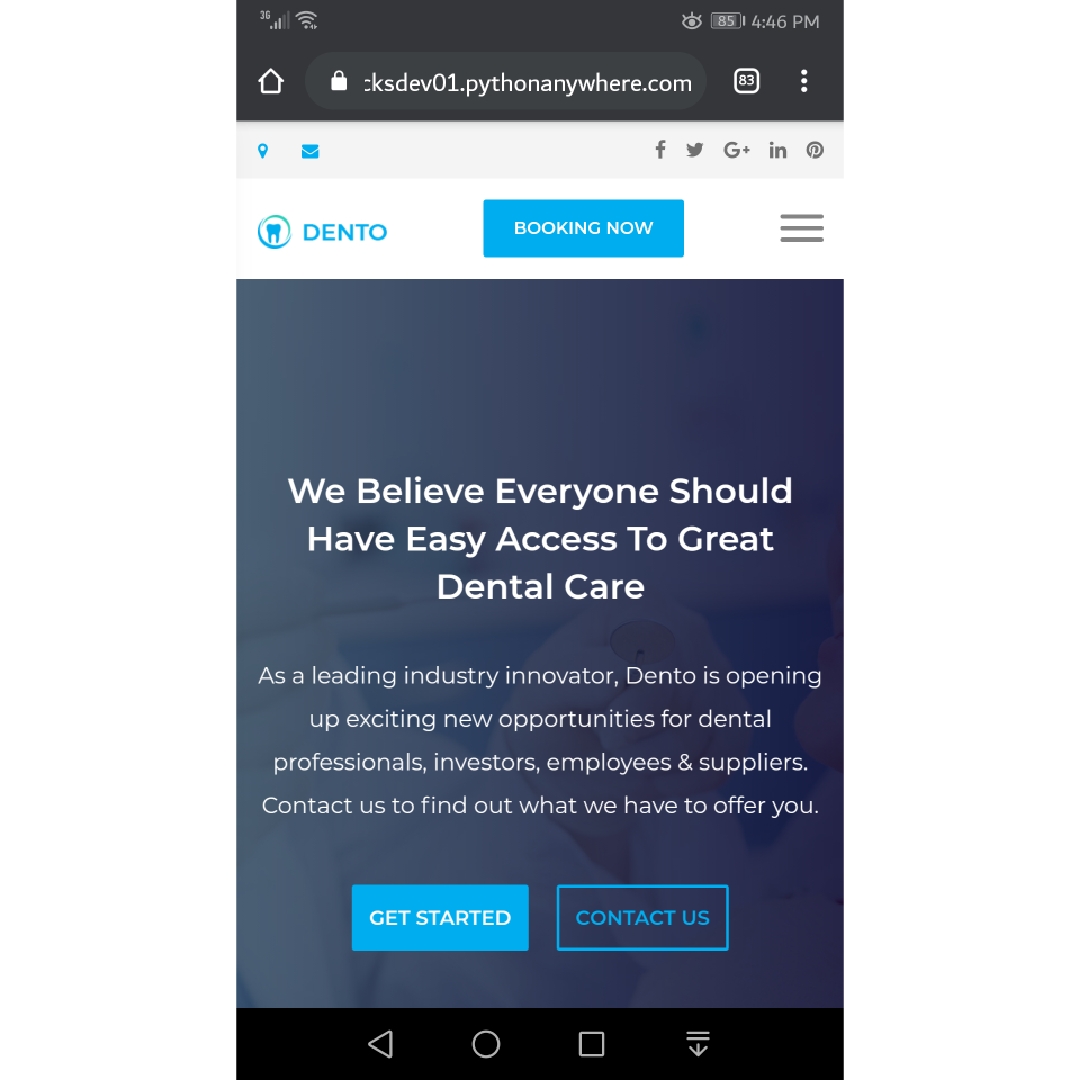 3G 85 4:46 PM
cksdev01.pythonanywhere.com 83
f G+ in
DENTO BOOKING NOW
We Believe Everyone Should
Have Easy Access To Great
Dental Care
As a leading industry innovator, Dento is opening
up exciting new opportunities for dental
professionals, investors, employees & suppliers.
Contact us to find out what we have to offer you.
GET STARTED CONTACT US